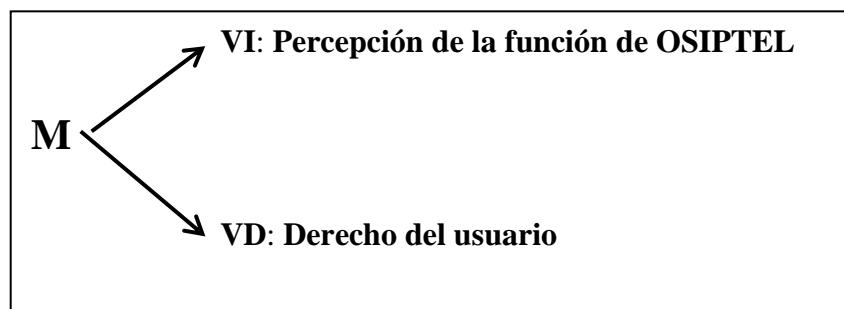 VI: Percepción de la función de OSIPTEL
M
VD: Derecho del usuario